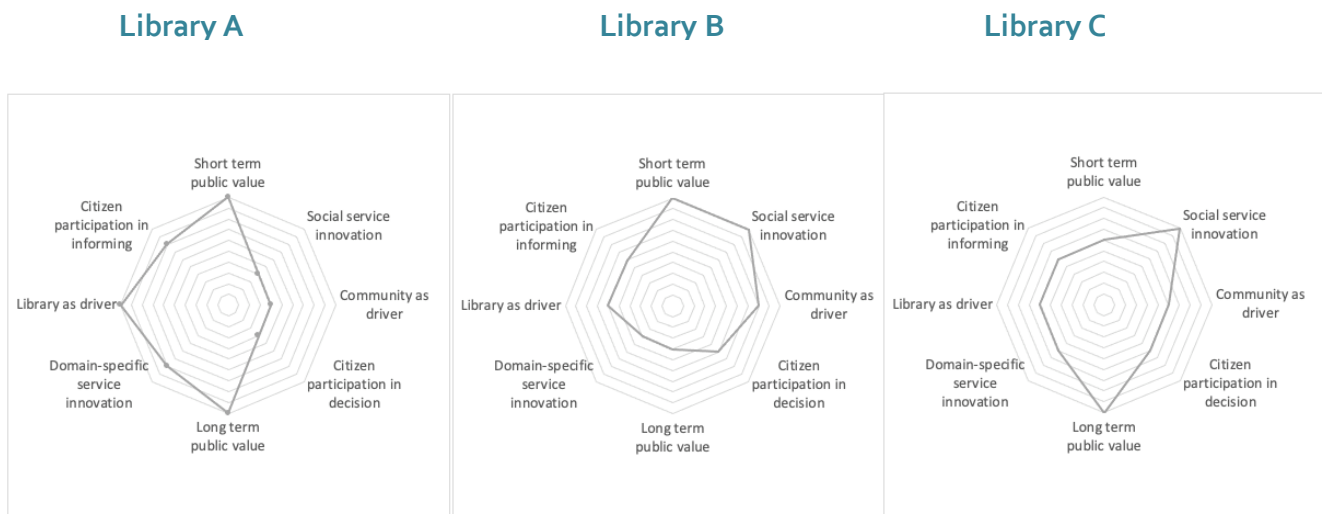 Library A
Library B
Library C
Short term
public value
Social service
innovation
Community as
driver
Citizen
participation in
decision
Long term
public value
Domain-specific
service
innovation
Library as driver
Citizen
participation in
informing
Short term
public value
Social service
innovation
Community as
driver
Citizen
participation in
decision
Long term
public value
Domain-specific
service
innovation
Library as driver
Citizen
participation in
informing
Short term
public value
Social service
innovation
Community as
driver
Citizen
participation in
decision
Long term
public value
Domain-specific
service
innovation
Library as driver
Citizen
participation in
informing